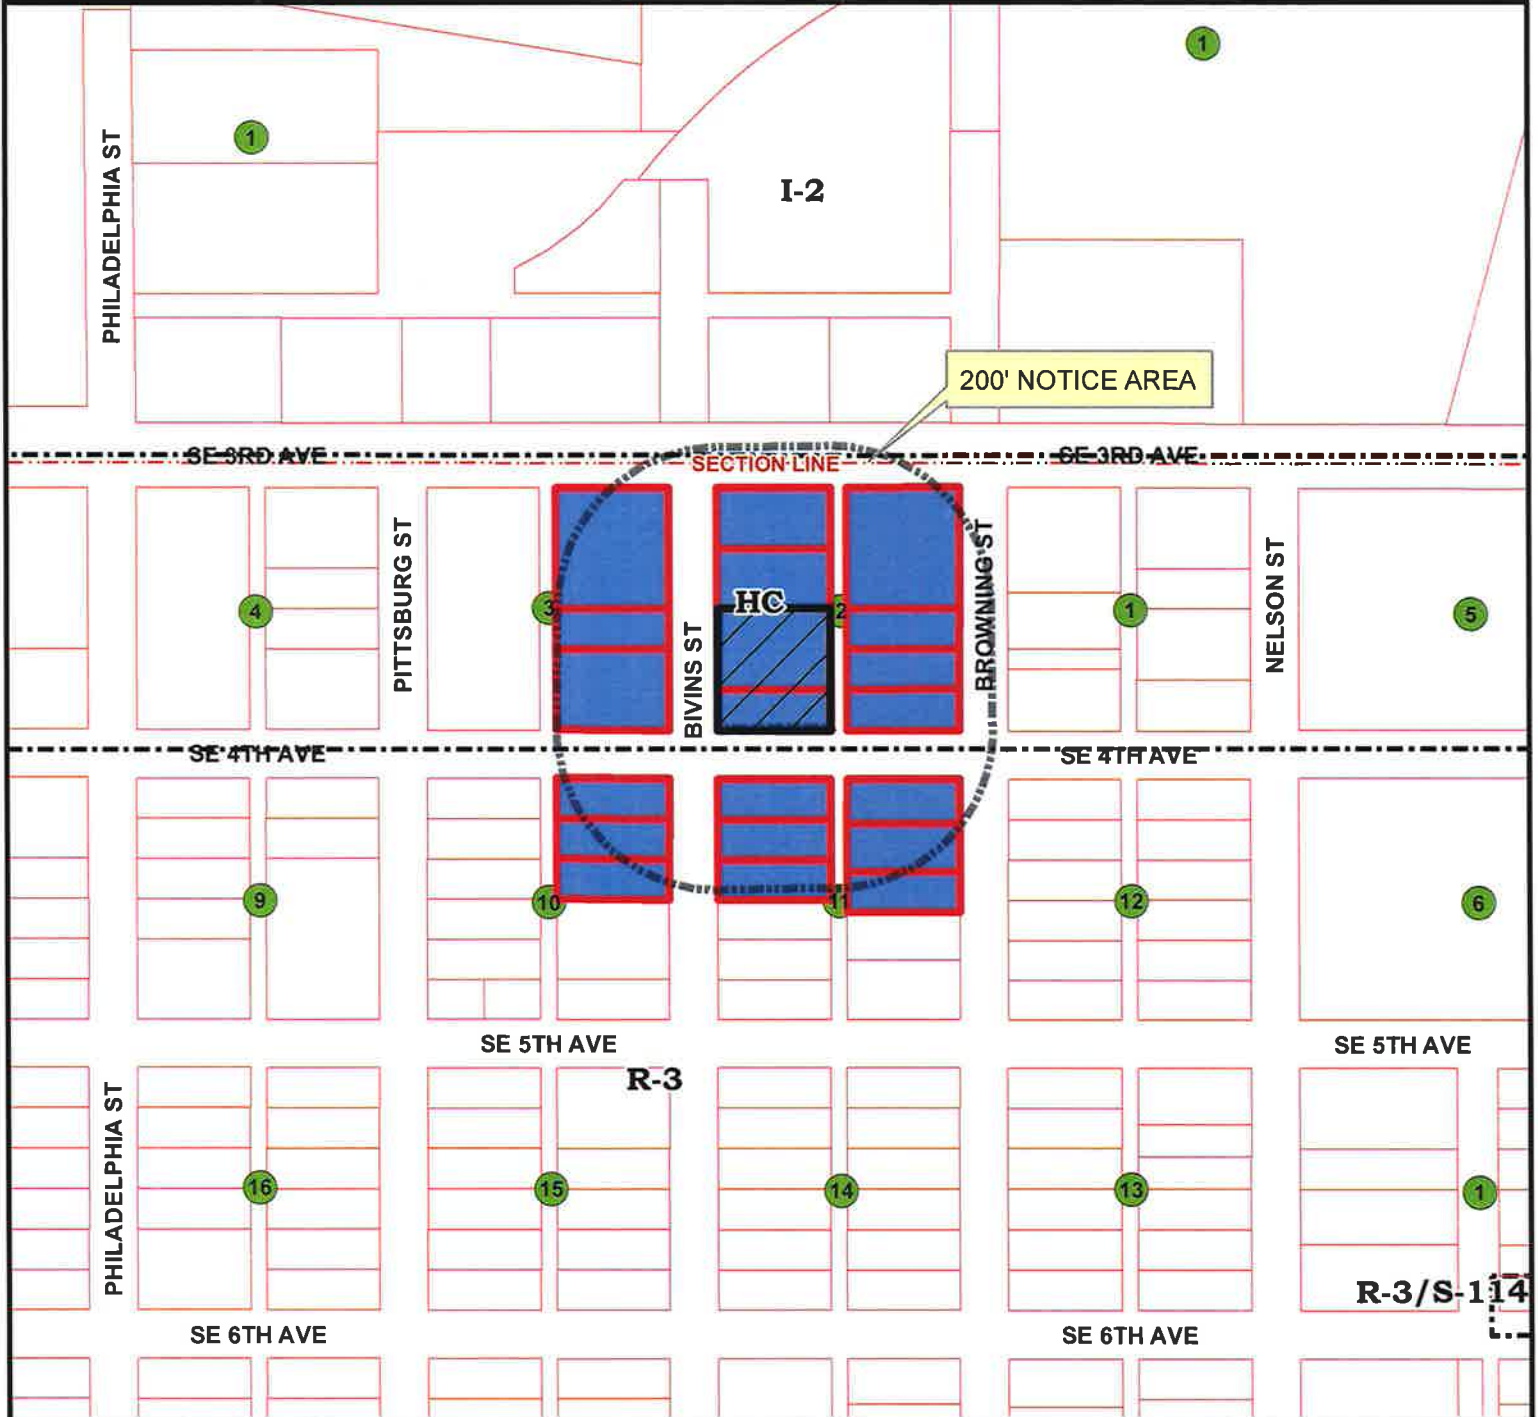 1
1
PHILADELPHIA ST
I-2
200' NOTICE AREA
SE 3RD AVE
SECTION LINE
SE 3RD AVE
PITTSBURG ST
BROWNING ST
NELSON ST
HC
4
3
2
1
5
BIVINS ST
SE 4TH AVE
SE 4TH AVE
9
10
11
12
6
SE 5TH AVE
SE 5TH AVE
R-3
PHILADELPHIA ST
16
15
14
13
1
R-3/S-114
SE 6TH AVE
SE 6TH AVE